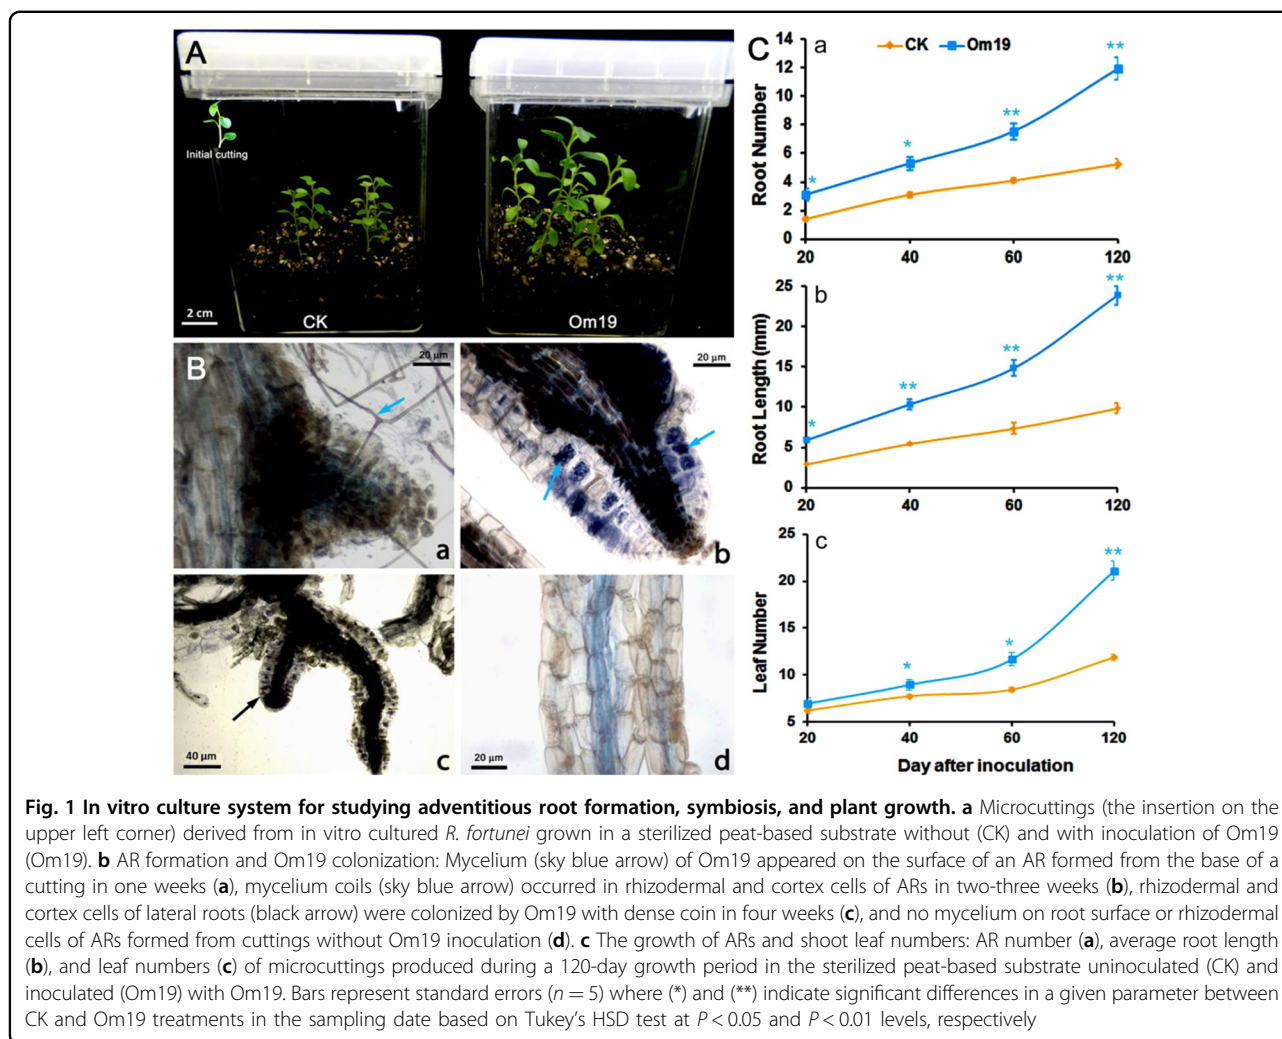 A
Initial cutting
2 cm
CK
Om19
B
20 µm
a
20 µm
b
40 µm
c
20 µm
d
C
a
CK
Om19
Root Number
14
12
10
8
6
4
2
0
20
40
60
120
*
*
**
**
b
Root Length (mm)
25
20
15
10
5
0
20
40
60
120
*
**
**
**
c
Leaf Number
25
20
15
10
5
20
40
60
120
*
*
**
Day after inoculation
Fig. 1 In vitro culture system for studying adventitious root formation, symbiosis, and plant growth. a Microcuttings (the insertion on the
upper left corner) derived from in vitro cultured R. fortunei grown in a sterilized peat-based substrate without (CK) and with inoculation of Om19
(Om19). b AR formation and Om19 colonization: Mycelium (sky blue arrow) of Om19 appeared on the surface of an AR formed from the base of a
cutting in one weeks (a), mycelium coils (sky blue arrow) occurred in rhizodermal and cortex cells of ARs in two-three weeks (b), rhizodermal and
cortex cells of lateral roots (black arrow) were colonized by Om19 with dense coin in four weeks (c), and no mycelium on root surface or rhizodermal
cells of ARs formed from cuttings without Om19 inoculation (d). c The growth of ARs and shoot leaf numbers: AR number (a), average root length
(b), and leaf numbers (c) of microcuttings produced during a 120-day growth period in the sterilized peat-based substrate uninoculated (CK) and
inoculated (Om19) with Om19. Bars represent standard errors (n = 5) where (*) and (**) indicate significant differences in a given parameter between
CK and Om19 treatments in the sampling date based on Tukey's HSD test at P < 0.05 and P < 0.01 levels, respectively